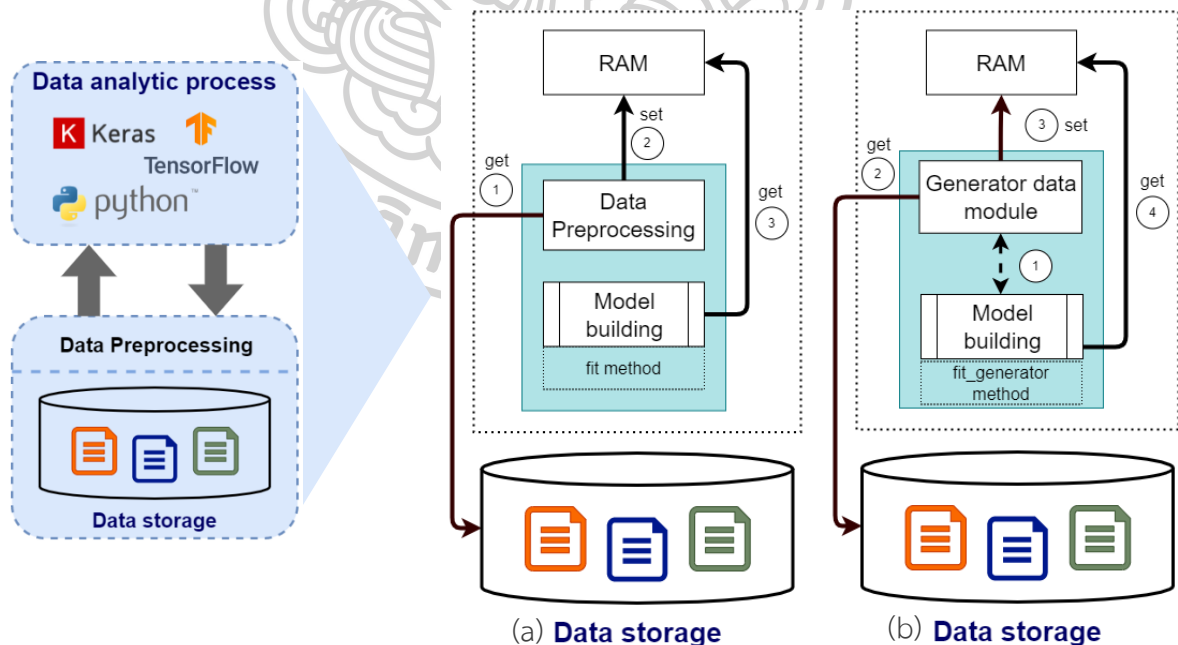 Data analytic process
K Keras
TensorFlow
python™
Data Preprocessing
Data storage
RAM
set
2
get
1
Data
Preprocessing
get
3
Model
building
fit method
(a) Data storage
RAM
3 set
get
2
Generator data
module
get
4
1
Model
building
fit_generator
method
(b) Data storage